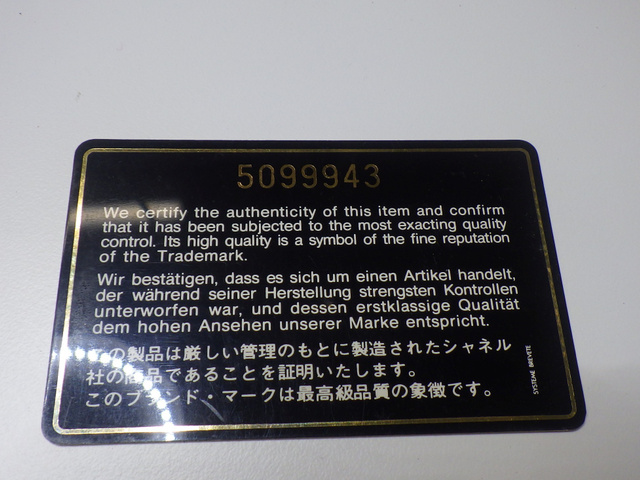 5099943
We certify the authenticity of this item and confirm
that it has been subjected to the most exacting quality
control. Its high quality is a symbol of the fine reputation
of the Trademark.
Wir bestätigen, dass es sich um einen Artikel handelt,
der während seiner Herstellung strengsten Kontrollen
unterworfen war, und dessen erstklassige Qualität
dem hohen Ansehen unserer Marke entspricht.
この製品は厳しい管理のもとに製造されたシャネル
社の商品であることを証明いたします。
このブランド・マークは最高級品質の象徴です。
SYSTEME BREVETE